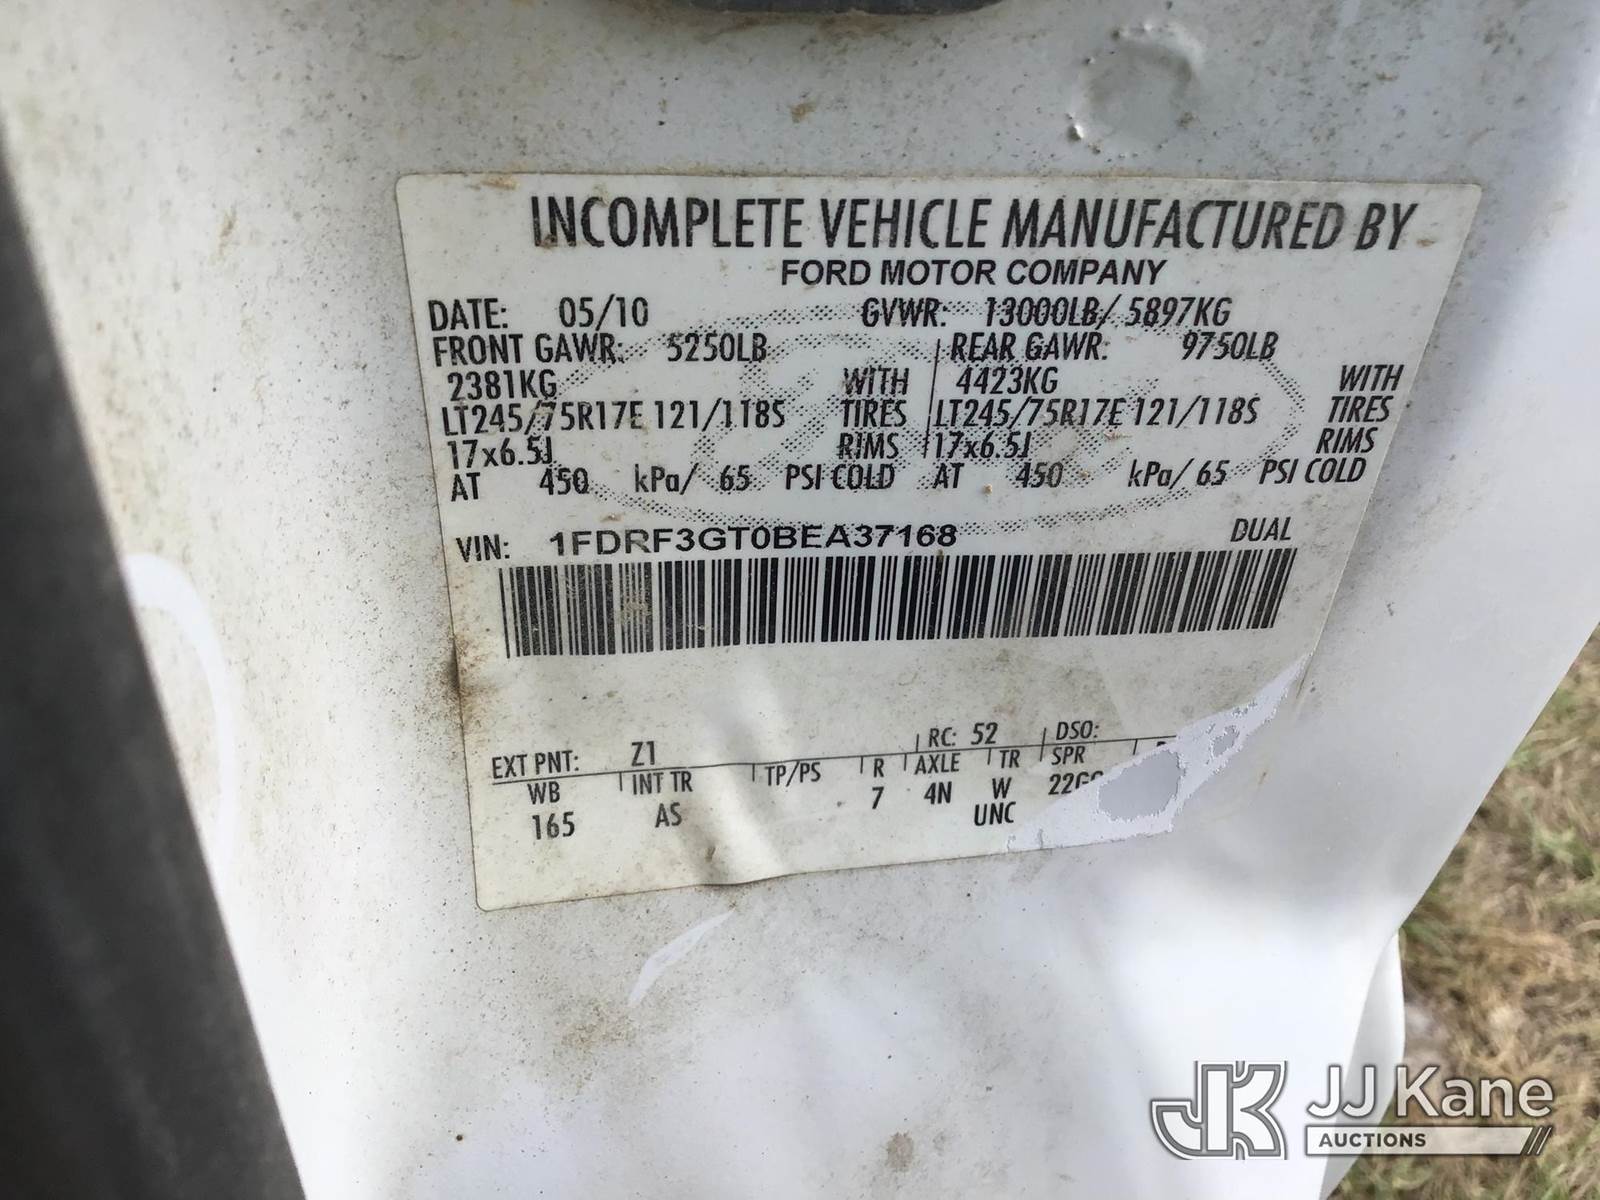 INCOMPLETE VEHICLE MANUFACTURED BY
FORD MOTOR COMPANY
DATE: 05/10 GVWR: 13000LB/ 5897KG
FRONT GAWR: 5250LB REAR GAWR: 9750LB
2381KG WITH 4423KG WITH
LT245/75R17E 121/118S TIRES LT245/75R17E 121/118S TIRES
17x6.5J RIMS 17x6.5J RIMS
AT 450 kPa/ 65 PSI COLD AT 450 kPa/ 65 PSI COLD
VIN: 1FDRF3GT0BEA37168 DUAL
EXT PNT: Z1 RC: 52 DSO:
WB INT TR TP/PS R AXLE TR SPR
165 AS 7 4N W
UNC
JJ Kane
AUCTIONS